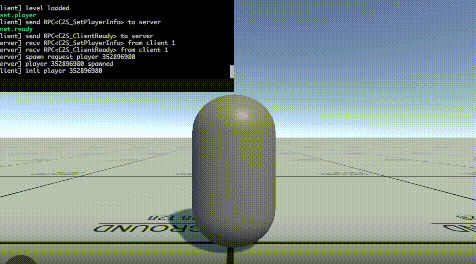 lient] level loaded
set.player
lient] send RPC<C2S_SetPlayerInfo> to server
net.ready
lient] send RPC<C2S_ClientReady> to server
erver] recv RPC<C2S_SetPlayerInfo> from client 1
erver] recv RPC<C2S_ClientReady> from client 1
erver] spawn request player 352896980
erver] player 352896980 spawned
lient] init player 352896980
GROUND